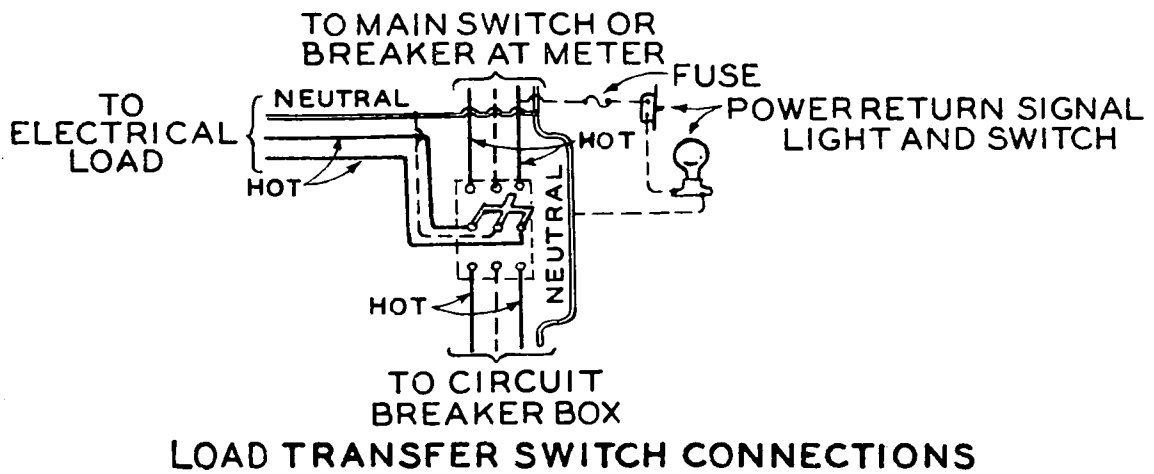 TO MAIN SWITCH OR
BREAKER AT METER
FUSE
POWER RETURN SIGNAL
LIGHT AND SWITCH
TO
ELECTRICAL
LOAD
NEUTRAL
HOT
HOT
NEUTRAL
HOT
TO CIRCUIT
BREAKER BOX
LOAD TRANSFER SWITCH CONNECTIONS